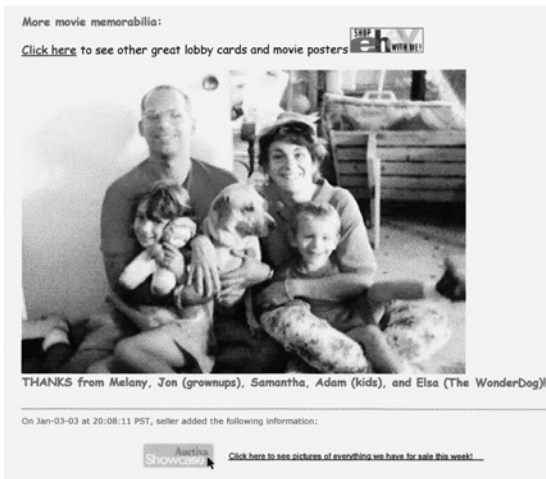 More movie memorabilia:
Click here to see other great lobby cards and movie posters
SHOP
eh
WITH ME!
THANKS from Melany, Jon (grownups), Samantha, Adam (kids), and Elsa (The WonderDog)!
On Jan-03-03 at 20:08:11 PST, seller added the following information:
Auctiva
Showcase
Click here to see pictures of everything we have for sale this week!